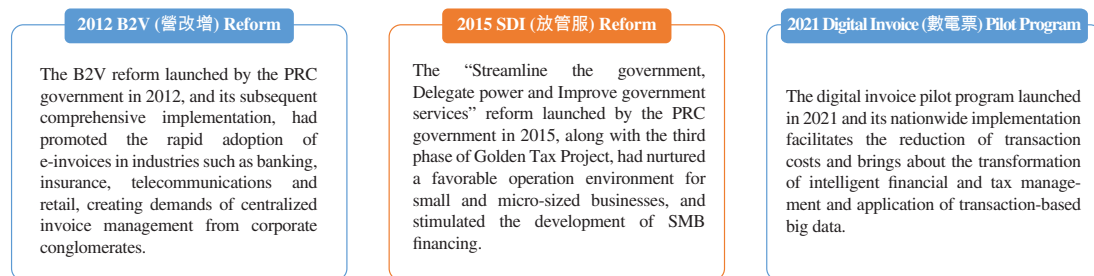 2012 B2V (營改增) Reform
The B2V reform launched by the PRC
government in 2012, and its subsequent
comprehensive implementation, had
promoted the rapid adoption of
e-invoices in industries such as banking,
insurance, telecommunications and
retail, creating demands of centralized
invoice management from corporate
conglomerates.
2015 SDI (放管服) Reform
The “Streamline the government,
Delegate power and Improve government
services” reform launched by the PRC
government in 2015, along with the third
phase of Golden Tax Project, had nurtured
a favorable operation environment for
small and micro-sized businesses, and
stimulated the development of SMB
financing.
2021 Digital Invoice (數電票) Pilot Program
The digital invoice pilot program launched
in 2021 and its nationwide implementation
facilitates the reduction of transaction
costs and brings about the transformation
of intelligent financial and tax manage-
ment and application of transaction-based
big data.